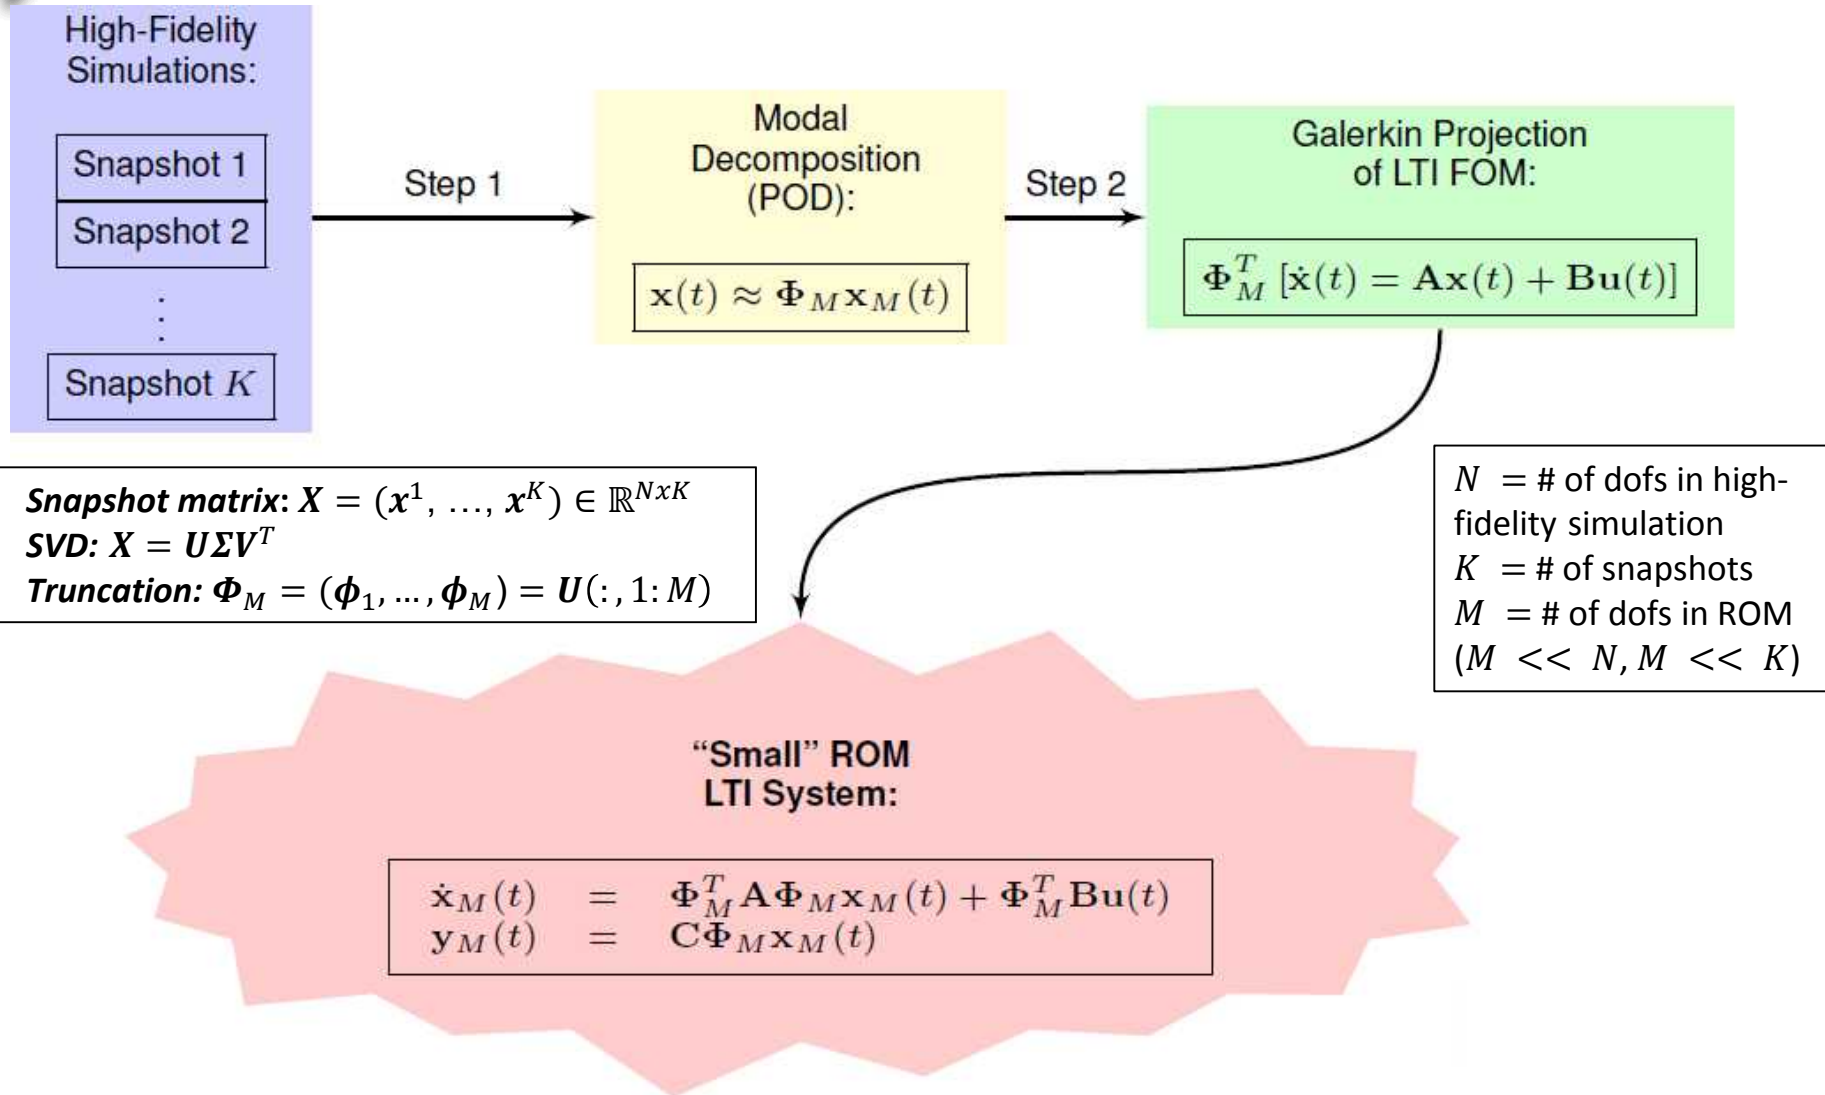 High-Fidelity
Simulations:
Snapshot 1
Snapshot 2
⋮
Snapshot K
Step 1
Modal
Decomposition
(POD):
x(t) ≈ Φ_M x_M(t)
Step 2
Galerkin Projection
of LTI FOM:
Φ_M^T [ẋ(t) = Ax(t) + Bu(t)]
Snapshot matrix: X = (x^1, …, x^K) ∈ ℝ^{NxK}
SVD: X = UΣV^T
Truncation: Φ_M = (ϕ_1, … , ϕ_M) = U(:, 1: M)
N = # of dofs in high-
fidelity simulation
K = # of snapshots
M = # of dofs in ROM
(M << N, M << K)
“Small” ROM
LTI System:
ẋ_M(t) = Φ_M^T AΦ_M x_M(t) + Φ_M^T Bu(t)
y_M(t) = CΦ_M x_M(t)